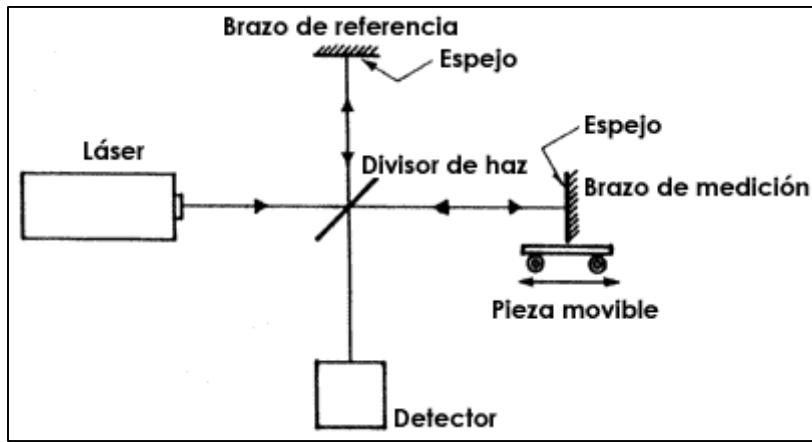 Brazo de referencia
Espejo
Espejo
Láser
Divisor de haz
Brazo de medición
Pieza movible
Detector